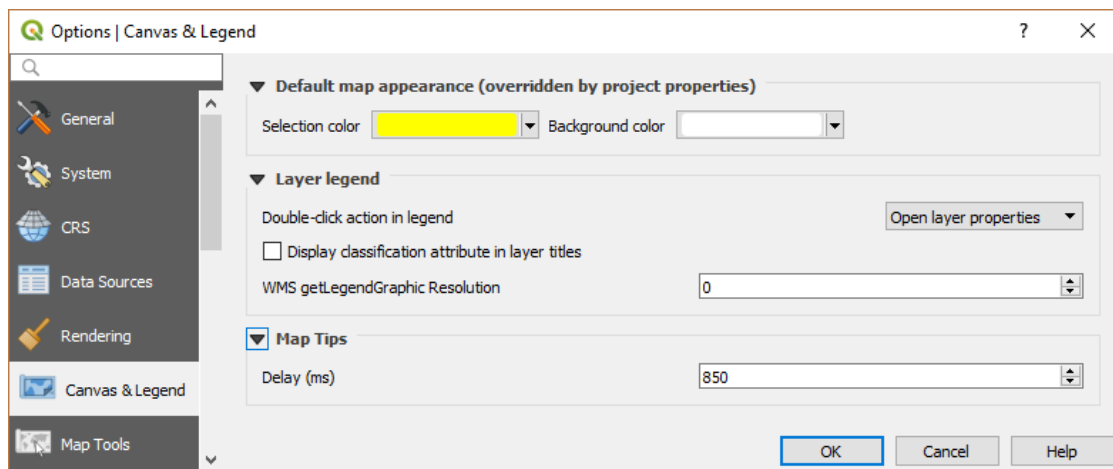 Options | Canvas & Legend
?
General
System
CRS
Data Sources
Rendering
Canvas & Legend
Map Tools
Default map appearance (overridden by project properties)
Selection color
Background color
Layer legend
Double-click action in legend
Open layer properties
Display classification attribute in layer titles
WMS getLegendGraphic Resolution
0
Map Tips
Delay (ms)
850
OK
Cancel
Help